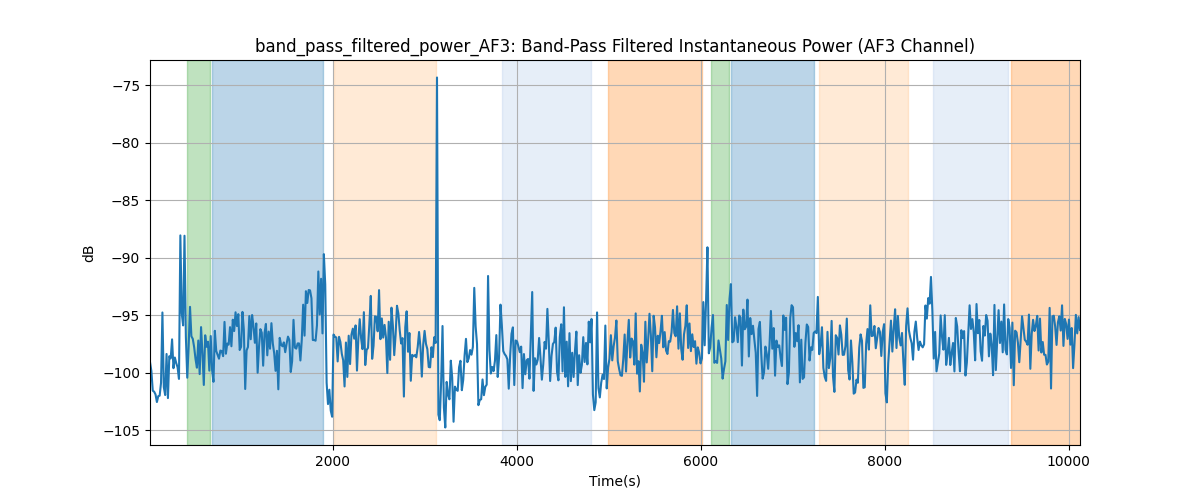 band_pass_filtered_power_AF3: Band-Pass Filtered Instantaneous Power (AF3 Channel)
−75
−80
−85
−90
−95
−100
−105
dB
2000 4000 6000 8000 10000
Time(s)